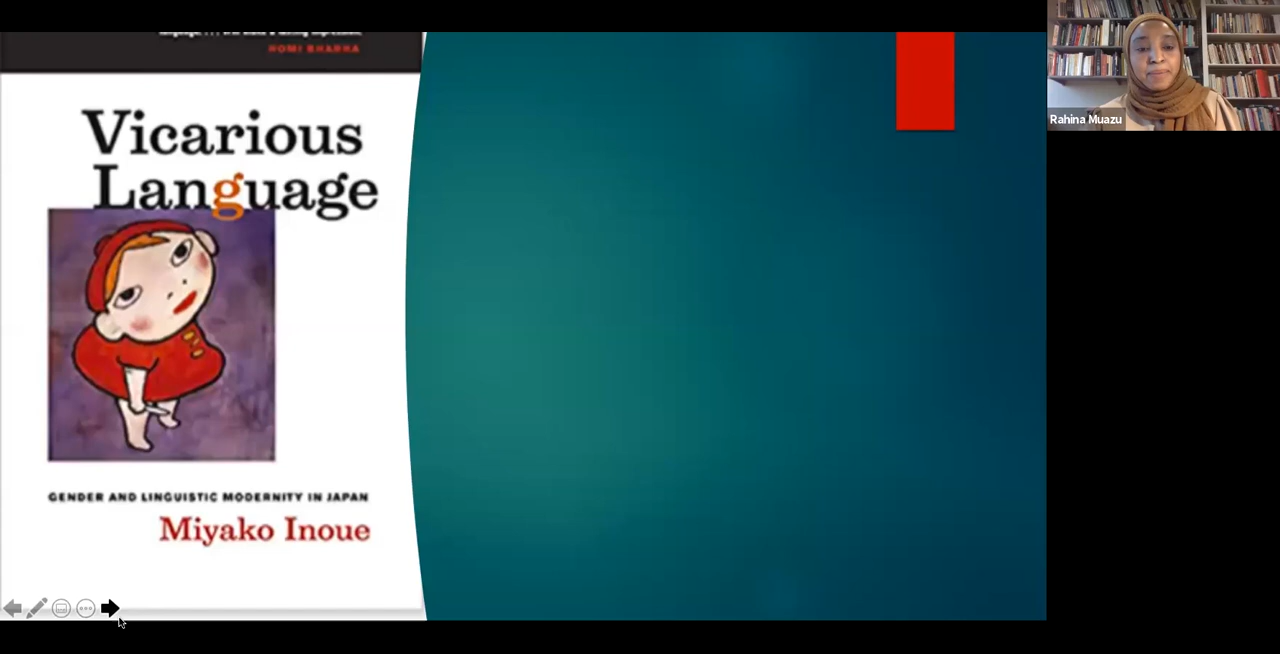 HOMI BHABHA
Vicarious
Language
GENDER AND LINGUISTIC MODERNITY IN JAPAN
Miyako Inoue
Rahina Muazu